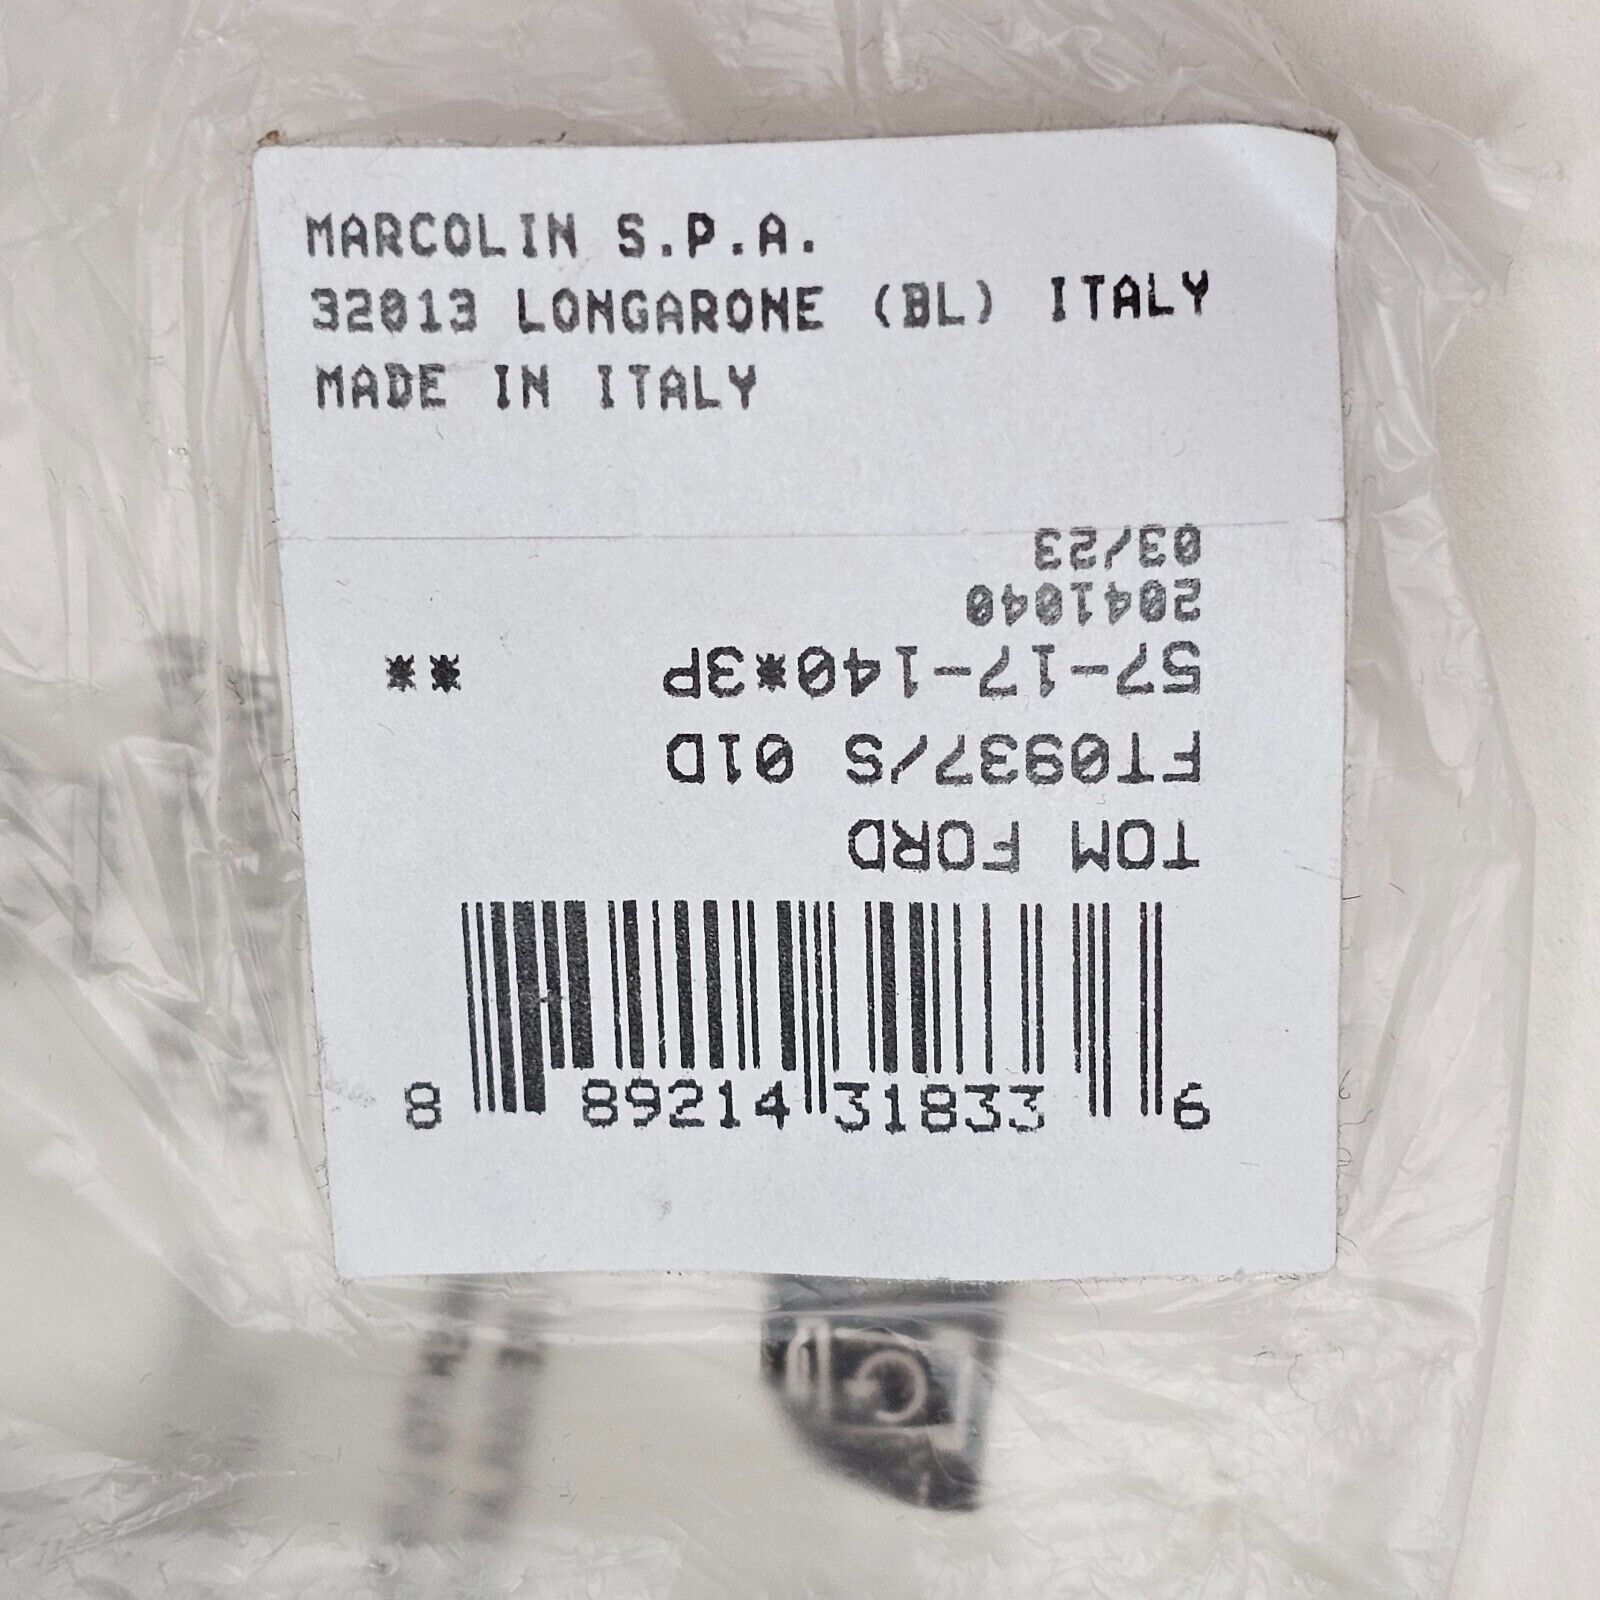 MARCOLIN S.P.A.
32013 LONGARONE (BL) ITALY
MADE IN ITALY
TOM FORD
FT0937/S 01D
57-17-140*3P **
2041040
03/23
8 89214 31833 6